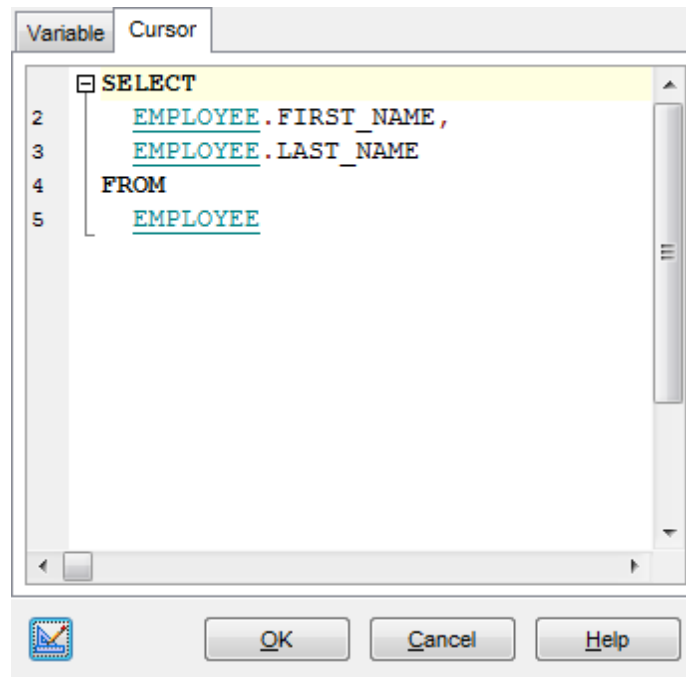 Variable Cursor
SELECT
2 EMPLOYEE.FIRST_NAME,
3 EMPLOYEE.LAST_NAME
4 FROM
5 EMPLOYEE
OK Cancel Help